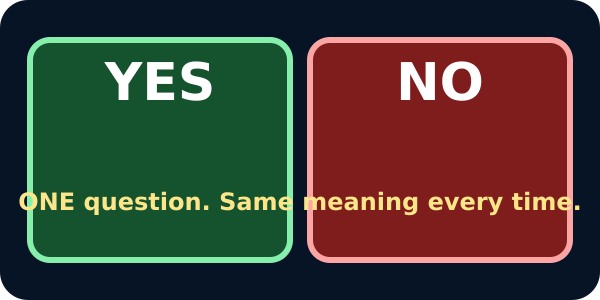 YES NO
ONE question. Same meaning every time.